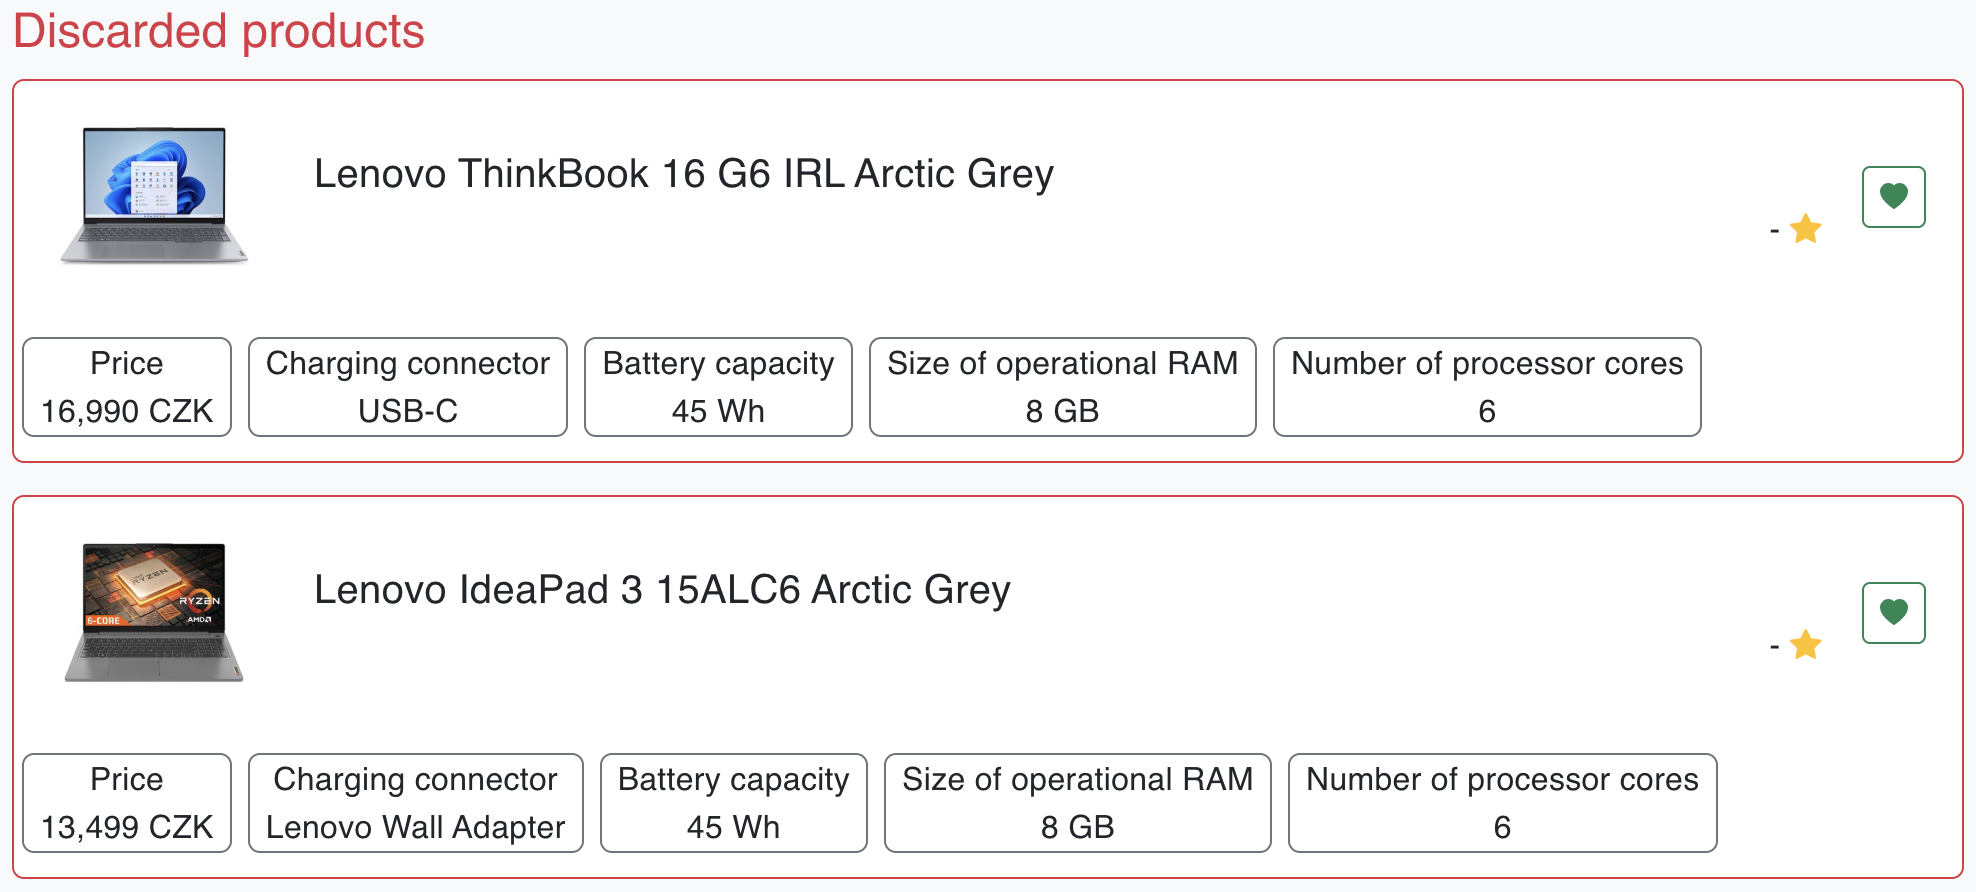 Discarded products
Lenovo ThinkBook 16 G6 IRL Arctic Grey
-
Price
16,990 CZK
Charging connector
USB-C
Battery capacity
45 Wh
Size of operational RAM
8 GB
Number of processor cores
6
RYZEN
RYZEN
AMD
6-CORE
Lenovo IdeaPad 3 15ALC6 Arctic Grey
-
Price
13,499 CZK
Charging connector
Lenovo Wall Adapter
Battery capacity
45 Wh
Size of operational RAM
8 GB
Number of processor cores
6